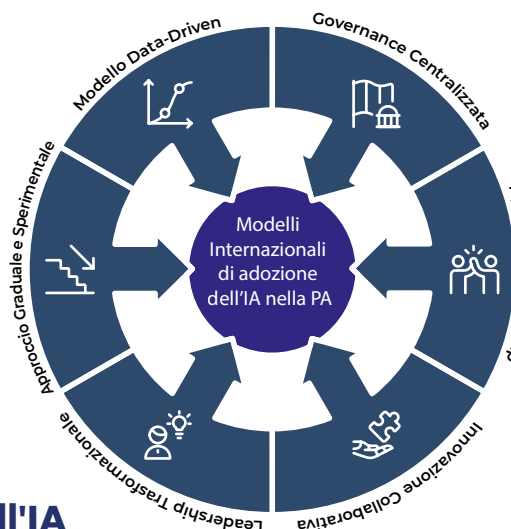 Modello Data-Driven
Governance Centralizzata
Approccio Graduale e Sperimentale
Modelli
Internazionali
di adozione
dell'IA nella PA
Leadership Trasformazionale
Innovazione Collaborativa
ll'IA